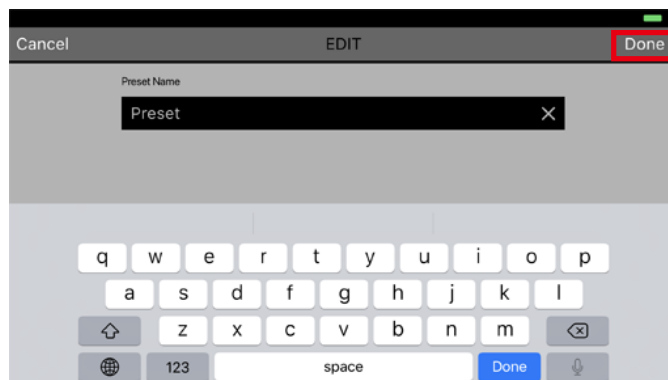 Cancel EDIT Done
Preset Name
Preset
q w e r t y u i o p
a s d f g h j k l
z x c v b n m
123 space Done